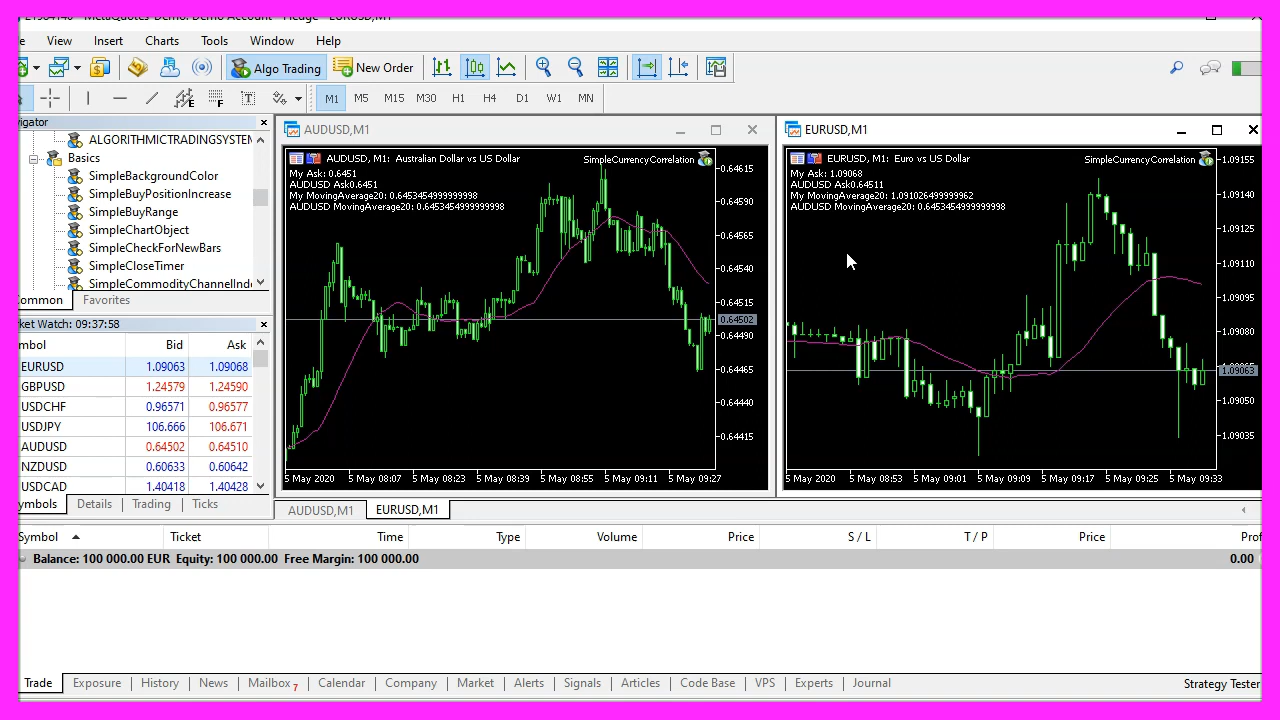 View Insert Charts Tools Window Help
Algo Trading New Order
M1 M5 M15 M30 H1 H4 D1 W1 MN
vigator
ALGORITHMICTRADINGSYSTEM
Basics
SimpleBackgroundColor
SimpleBuyPositionIncrease
SimpleBuyRange
SimpleChartObject
SimpleCheckForNewBars
SimpleCloseTimer
SimpleCommodityChannelInd
ommon Favorites
ket Watch: 09:37:58
mbol Bid Ask
EURUSD 1.09063 1.09068
GBPUSD 1.24579 1.24590
USDCHF 0.96571 0.96577
USDJPY 106.666 106.671
AUDUSD 0.64502 0.64510
NZDUSD 0.60633 0.60642
USDCAD 1.40418 1.40428
ymbols Details Trading Ticks
AUDUSD,M1
AUDUSD, M1: Australian Dollar vs US Dollar
SimpleCurrencyCorrelation
My Ask: 0.6451
AUDUSD Ask0.6451
My MovingAverage20: 0.6453454999999998
AUDUSD MovingAverage20: 0.6453454999999998
0.64615
0.64590
0.64565
0.64540
0.64515
0.64502
0.64490
0.64465
0.64440
0.64415
5 May 2020 5 May 08:07 5 May 08:23 5 May 08:39 5 May 08:55 5 May 09:11 5 May 09:27
EURUSD,M1
EURUSD, M1: Euro vs US Dollar
SimpleCurrencyCorrelation
My Ask: 1.09068
AUDUSD Ask0.64511
My MovingAverage20: 1.091026499999962
AUDUSD MovingAverage20: 0.6453454999999998
1.09155
1.09140
1.09125
1.09110
1.09095
1.09080
1.09063
1.09050
1.09035
5 May 2020 5 May 08:53 5 May 09:01 5 May 09:09 5 May 09:17 5 May 09:25 5 May 09:33
AUDUSD,M1 EURUSD,M1
Symbol Ticket Time Type Volume Price S / L T / P Price Prof
Balance: 100 000.00 EUR Equity: 100 000.00 Free Margin: 100 000.00 0.00
Trade Exposure History News Mailbox 7 Calendar Company Market Alerts Signals Articles Code Base VPS Experts Journal Strategy Tester